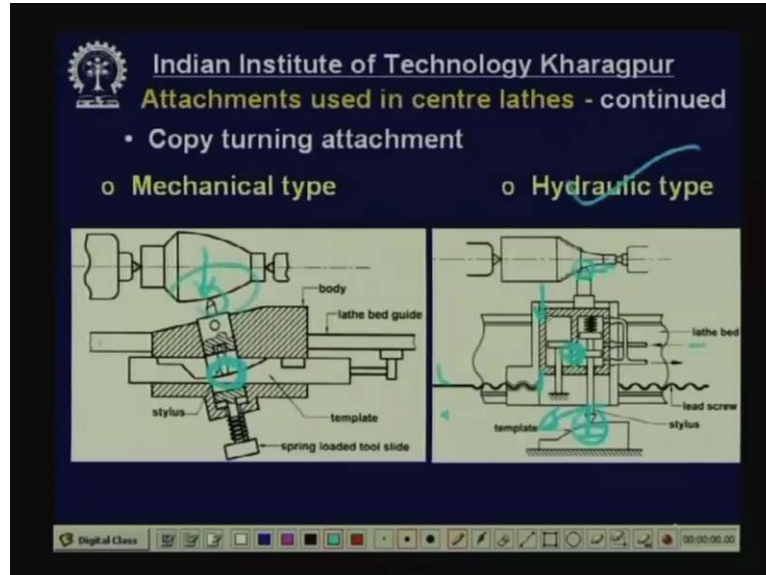 Indian Institute of Technology Kharagpur
Attachments used in centre lathes - continued
• Copy turning attachment
o Mechanical type
o Hydraulic type
body
lathe bed guide
stylus
template
spring loaded tool slide
lathe bed
lead screw
template
stylus
Digital Class
00:00:00.00